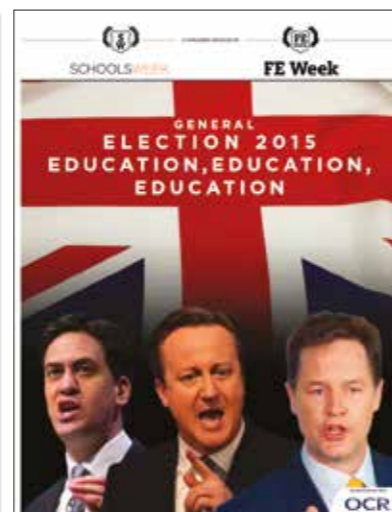 SCHOOLSWEEK
FE Week
GENERAL
ELECTION 2015
EDUCATION, EDUCATION,
EDUCATION
OCR